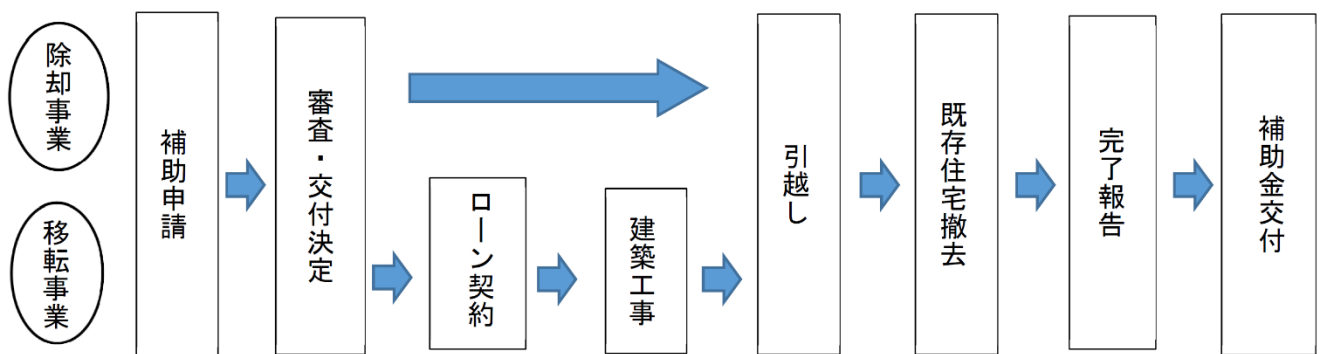 除却事業
移転事業
補助申請
審査・交付決定
ローン契約
建築工事
引越し
既存住宅撤去
完了報告
補助金交付